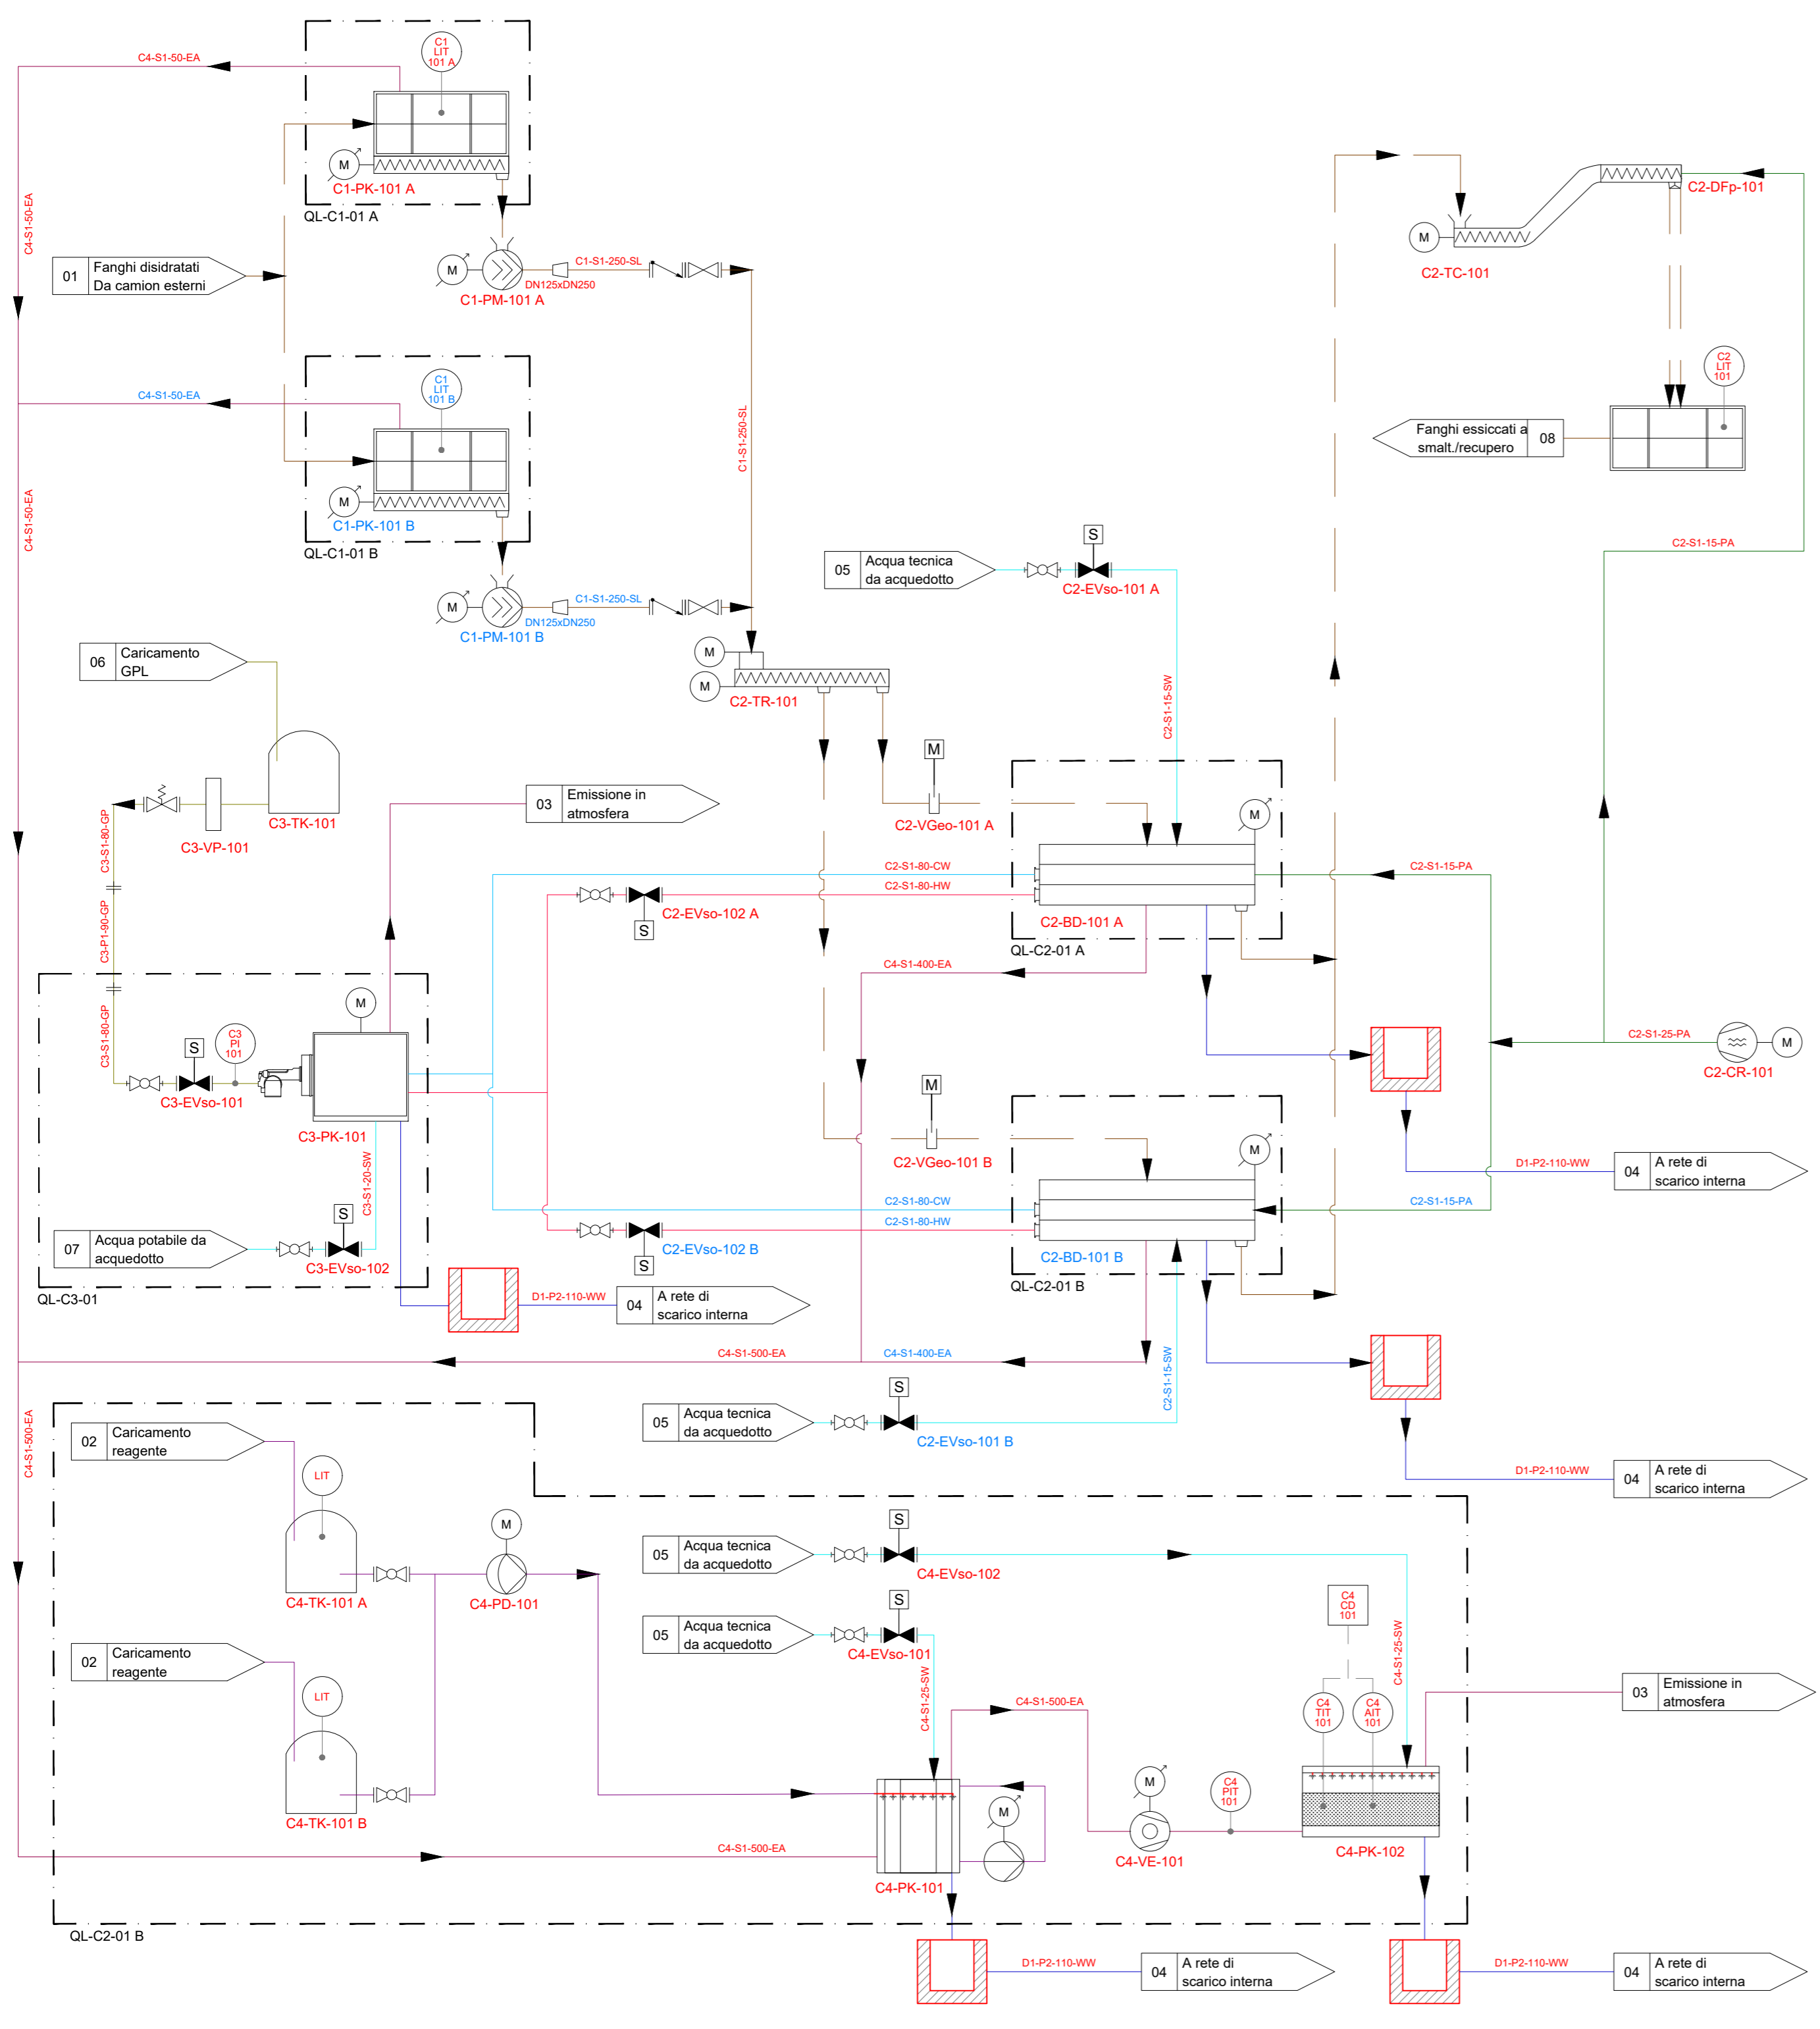 C1
LIT
101 A
C4-S1-50-EA
C1-PK-101 A
QL-C1-01 A
M
C4-S1-50-EA
01
Fanghi disidratati
Da camion esterni
M
C1-S1-250-SL
DN125xDN250
C1-PM-101 A
C2-DFp-101
M
C2-TC-101
C1
LIT
101 B
C4-S1-50-EA
M
C1-PK-101 B
QL-C1-01 B
C4-S1-50-EA
C1-S1-250-SL
C2
LIT
101
Fanghi essiccati a
smalt./recupero
08
C2-S1-15-PA
05
Acqua tecnica
da acquedotto
S
C2-EVso-101 A
M
C1-S1-250-SL
DN125xDN250
C1-PM-101 B
06
Caricamento
GPL
M
M
C2-TR-101
C2-S1-15-SW
C3-TK-101
C3-VP-101
C3-S1-80-GP
C3-P1-90-GP
C3-S1-80-GP
03
Emissione in
atmosfera
M
C2-VGeo-101 A
M
C2-S1-80-CW
C2-S1-80-HW
C2-EVso-102 A
S
C2-BD-101 A
QL-C2-01 A
C2-S1-15-PA
C4-S1-400-EA
M
S
C3
PI
101
C3-EVso-101
C3-PK-101
C3-S1-20-SW
C2-S1-25-PA
M
C2-CR-101
M
C2-VGeo-101 B
M
D1-P2-110-WW
04
A rete di
scarico interna
C2-S1-80-CW
C2-S1-80-HW
C2-EVso-102 B
S
C2-BD-101 B
QL-C2-01 B
C2-S1-15-PA
07
Acqua potabile da
acquedotto
S
C3-EVso-102
QL-C3-01
D1-P2-110-WW
04
A rete di
scarico interna
C4-S1-500-EA
C4-S1-400-EA
C2-S1-15-SW
05
Acqua tecnica
da acquedotto
S
C2-EVso-101 B
C4-S1-500-EA
02
Caricamento
reagente
LIT
C4-TK-101 A
M
C4-PD-101
D1-P2-110-WW
04
A rete di
scarico interna
05
Acqua tecnica
da acquedotto
S
C4-EVso-102
05
Acqua tecnica
da acquedotto
S
C4-EVso-101
C4-S1-25-SW
C4
CD
101
C4-S1-25-SW
02
Caricamento
reagente
LIT
C4-TK-101 B
C4-S1-500-EA
C4
TIT
101
C4
AIT
101
03
Emissione in
atmosfera
M
M
C4
PIT
101
C4-VE-101
C4-PK-102
C4-S1-500-EA
C4-PK-101
QL-C2-01 B
D1-P2-110-WW
04
A rete di
scarico interna
D1-P2-110-WW
04
A rete di
scarico interna